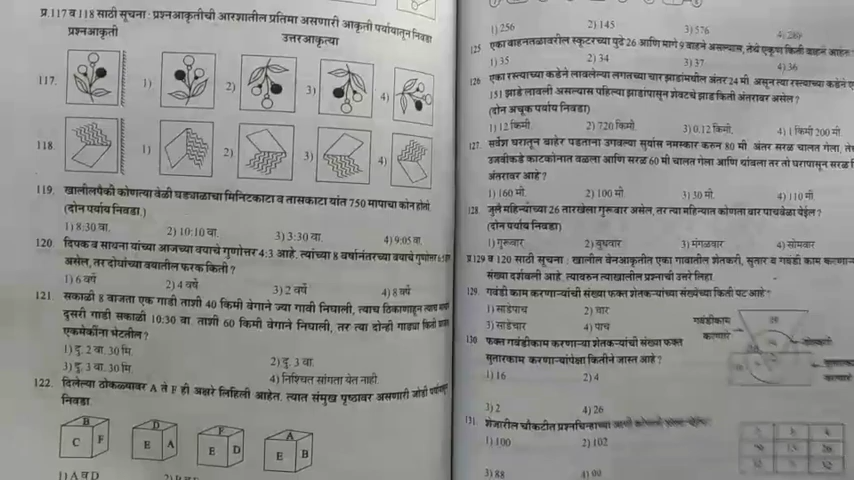 प्र.117 व 118 साठी सूचना : प्रश्नआकृतीची आरशातील प्रतिमा असणारी आकृती पर्यायातून निवडा
प्रश्नआकृती उत्तरआकृत्या
117. 1) 2) 3) 4)
118. 1) 2) 3) 4)
119. खालीलपैकी कोणत्या वेळी घड्याळाचा मिनिटकाटा व तासकाटा यांत 750 मापाचा कोन होतो.
(दोन पर्याय निवडा.)
1) 8:30 वा. 2) 10:10 वा. 3) 3:30 वा. 4) 9:05 वा.
120. दिपक व साधना यांच्या आजच्या वयाचे गुणोत्तर 4:3 आहे. त्यांच्या 8 वर्षानंतरच्या वयाचे गुणोत्तर
असेल, तर दोघांच्या वयातील फरक किती ?
1) 6 वर्षे 2) 4 वर्षे 3) 2 वर्षे 4) 8 वर्षे
121. सकाळी 8 वाजता एक गाडी ताशी 40 किमी वेगाने ज्या गावी निघाली, त्याच ठिकाणाहून त्याच
दुसरी गाडी सकाळी 10:30 वा. ताशी 60 किमी वेगाने निघाली, तर त्या दोन्ही गाड्या किती
एकमेकींना भेटतील ?
1) दु. 2 वा. 30 मि. 2) दु. 3 वा.
3) दु. 3 वा. 30 मि. 4) निश्चित सांगता येत नाही.
122. दिलेल्या ठोकळ्यावर A ते F ही अक्षरे लिहिली आहेत. त्यात संमुख पृष्ठावर असणारी जोडी
निवडा.
B C F D E A F E D A E B
1) A व D
1) 256 2) 145 3) 576 4) 289
125 एका वाहनतळावरील स्कूटरच्या पुढे 26 आणि मागे 9 वाहने असल्यास, तेथे एकूण किती वाहने आहेत
1) 35 2) 34 3) 37 4) 36
126 एका रस्त्याच्या कडेने लावलेल्या लगतच्या चार झाडांमधील अंतर 24 मी असून त्या रस्त्याच्या कडेने
151 झाडे लावली असल्यास पहिल्या झाडांपासून शेवटचे झाड किती अंतरावर असेल ?
(दोन अचूक पर्याय निवडा)
1) 12 किमी. 2) 720 किमी. 3) 0.12 किमी. 4) 1 किमी 200 मी.
127. सर्वेश घरातून बाहेर पडताना उगवत्या सुर्यास नमस्कार करुन 80 मी अंतर सरळ चालत गेला,
उजवीकडे काटकोनात वळला आणि सरळ 60 मी चालत गेला आणि थांबला तर तो घरापासून सरळ
अंतरावर आहे ?
1) 160 मी. 2) 100 मी. 3) 30 मी. 4) 110 मी.
128. जुलै महिन्याच्या 26 तारखेला गुरूवार असेल, तर त्या महिन्यात कोणता वार पाचवेळा येईल ?
(दोन पर्याय निवडा)
1) गुरूवार 2) बुधवार 3) मंगळवार 4) सोमवार
प्र 129 व 120 साठी सूचना : खालील वेनआकृतीत एका गावातील शेतकरी, सुतार व गवंडी काम
संख्या दर्शवली आहे. त्यावरुन त्याखालील प्रश्नाची उत्तरे लिहा
129. गवंडी काम करणाऱ्यांची संख्या फक्त शेतकऱ्यांच्या संख्येच्या किती पट आहे ?
1) साडेपाच 2) चार
3) साडेचार 4) पाच
गवंडीकाम
करणारे
130 फक्त गवंडीकाम करणाऱ्या शेतकऱ्यांची संख्या फक्त
सुतारकाम करणाऱ्यांपेक्षा कितीने जास्त आहे ?
1) 16 2) 4
3) 2 4) 26
131. शेजारील चौकटीत प्रश्नचिन्हाच्या
1) 100 2) 102
3) 88 4) 90